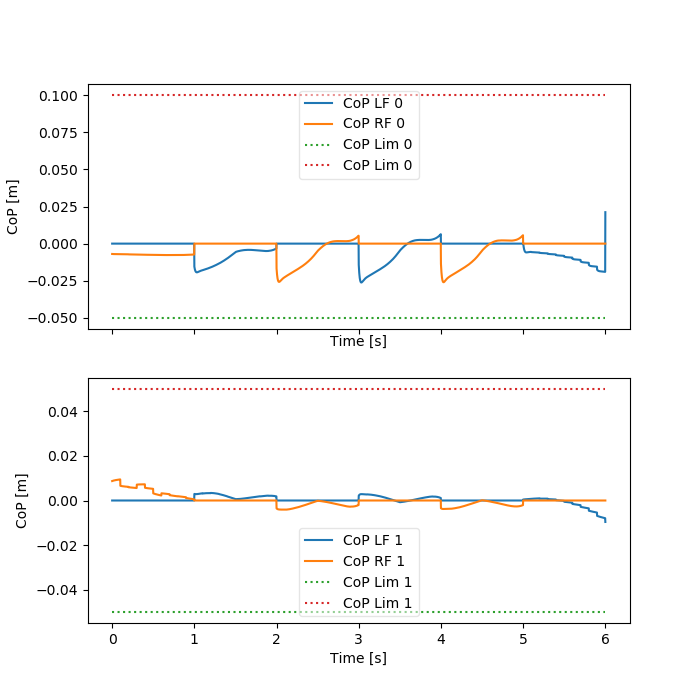 0.100
0.075
0.050
0.025
0.000
−0.025
−0.050
CoP [m]
CoP LF 0
CoP RF 0
CoP Lim 0
CoP Lim 0
Time [s]
0.04
0.02
0.00
−0.02
−0.04
CoP [m]
CoP LF 1
CoP RF 1
CoP Lim 1
CoP Lim 1
0 1 2 3 4 5 6
Time [s]